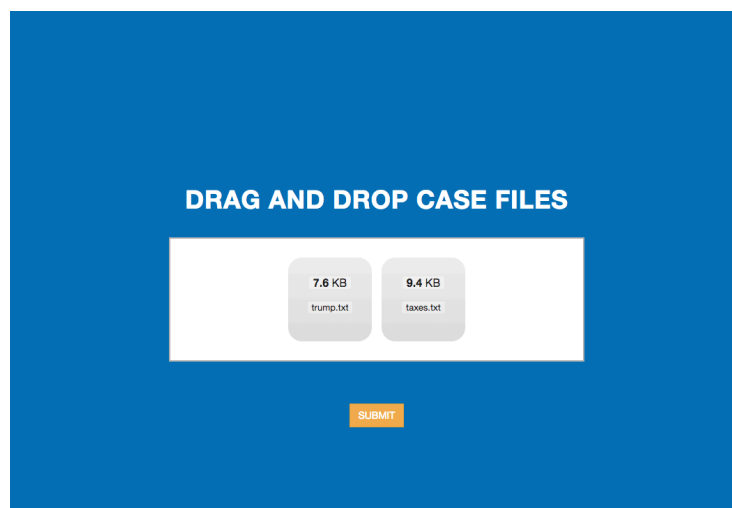 DRAG AND DROP CASE FILES
7.6 KB 9.4 KB
trump.txt taxes.txt
SUBMIT